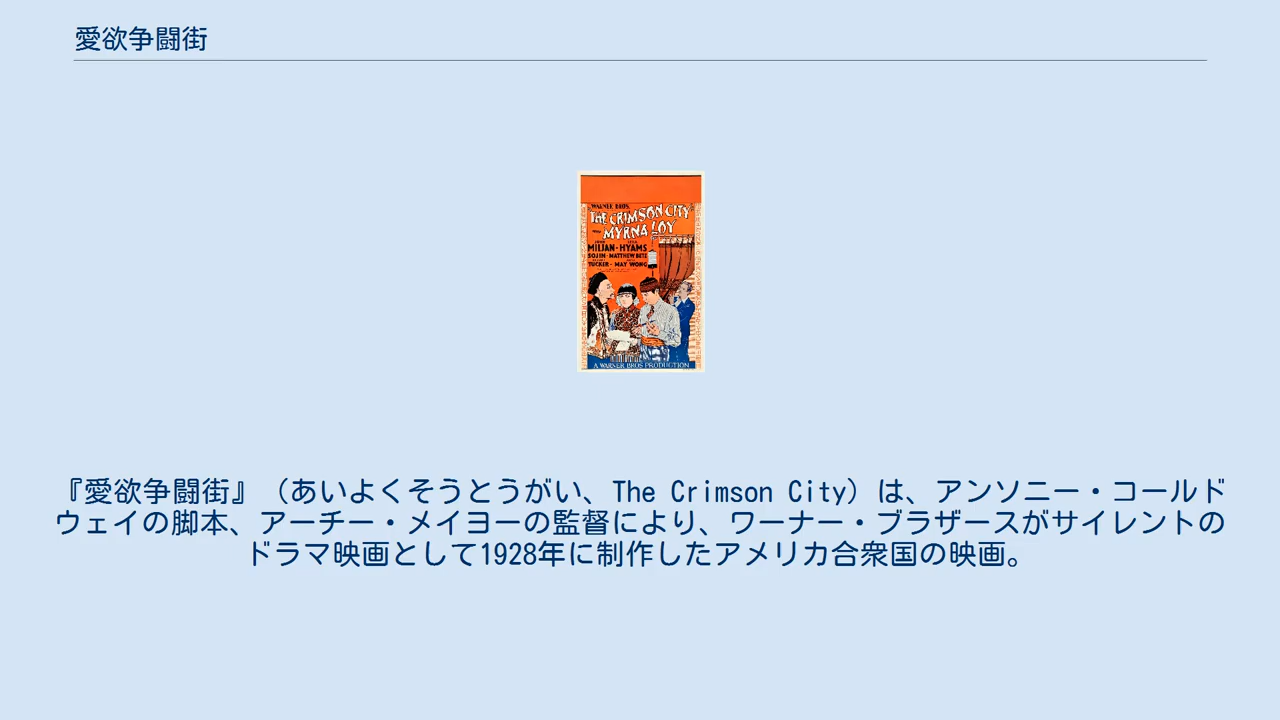 愛欲争闘街
WARNER BROS.
THE CRIMSON CITY
MYRNA LOY
MILJAN-HYAMS
SOJIN-MATTHEW BETZ
TUCKER-MAY WONG
A WARNER BROS PRODUCTION
『愛欲争闘街』（あいよくそうとうがい、The Crimson City）は、アンソニー・コールド
ウェイの脚本、アーチー・メイヨーの監督により、ワーナー・ブラザースがサイレントの
ドラマ映画として1928年に制作したアメリカ合衆国の映画。